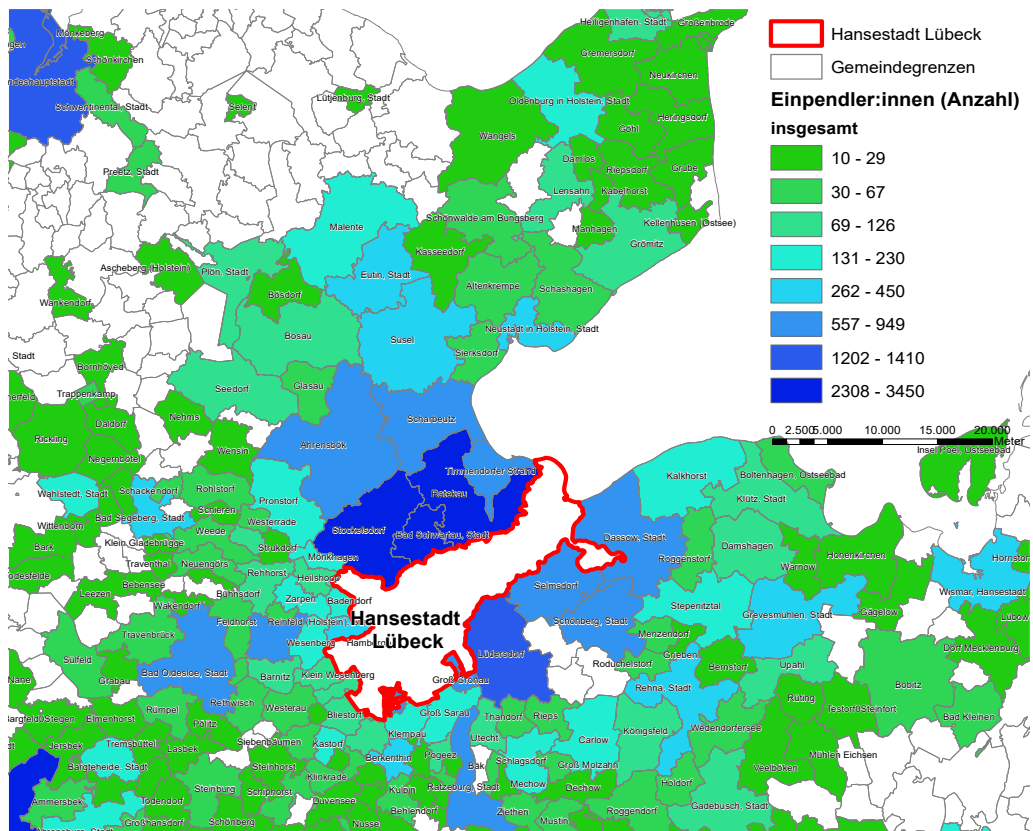 Hansestadt Lübeck
Gemeindegrenzen
Einpendler:innen (Anzahl)
insgesamt
10 - 29
30 - 67
69 - 126
131 - 230
262 - 450
557 - 949
1202 - 1410
2308 - 3450
0 2.500 5.000 10.000 15.000 20.000
Meter
Mönkeberg
Schönkirchen
Schwentinental, Stadt
Preetz, Stadt
Selent
Lütjenburg, Stadt
Heiligenhafen, Stadt
Großenbrode
Gremersdorf
Neukirchen
Oldenburg in Holstein, Stadt
Heringsdorf
Göhl
Wangels
Damlos
Riepsdorf
Grube
Lensahn
Kabelhorst
Kellenhusen (Ostsee)
Schönwalde am Bungsberg
Manhagen
Grömitz
Malente
Kasseedorf
Eutin, Stadt
Altenkrempe
Schashagen
Ascheberg (Holstein)
Plön, Stadt
Bösdorf
Wankendorf
Bosau
Süsel
Neustadt in Holstein, Stadt
Sierksdorf
Stadt
Bornhöved
Trappenkamp
Seedorf
Glasau
Nehms
Daldorf
Rickling
Wensin
Negernbötel
Ahrensbök
Scharbeutz
Timmendorfer Strand
Ratekau
Stockelsdorf
Bad Schwartau, Stadt
Wahlstedt, Stadt
Schackendorf
Rohlstorf
Pronstorf
Wittenborn
Bad Segeberg, Stadt
Schieren
Weede
Westerrade
Bark
Klein Gladebrügge
Strukdorf
Mönkhagen
Traventhal
Neuengörs
Rehhorst
Heilshoop
Leezen
Bebensee
Bühnsdorf
Zarpen
Badendorf
Wakendorf
Feldhorst
Reinfeld (Holstein)
Hansestadt
Lübeck
Travenbrück
Wesenberg
Sülfeld
Bad Oldesloe, Stadt
Barnitz
Klein Wesenberg
Groß Grönau
Lüdersdorf
Grabau
Rethwisch
Westerau
Bliestorf
Groß Sarau
Rümpel
Pölitz
Elmenhorst
Bargfeld-Stegen
Siebenbäumen
Klempau
Jersbek
Tremsbüttel
Lasbek
Kastorf
Bargteheide, Stadt
Steinhorst
Berkenthin
Pogeez
Klinkrade
Steinburg
Schiphorst
Kulpin
Ratzeburg, Stadt
Ammersbek
Todendorf
Duvensee
Behlendorf
Großhansdorf
Schönberg
Nusse
Utecht
Thandorf
Rieps
Bäk
Schlagsdorf
Carlow
Groß Molzahn
Mechow
Dechow
Ziethen
Mustin
Roggendorf
Königsfeld
Holdorf
Gadebusch, Stadt
Veelböken
Mühlen Eichsen
Wedendorfersee
Rehna, Stadt
Roduchelstorf
Grieben
Menzendorf
Bernstorf
Upahl
Rüting
Testorf-Steinfort
Bobitz
Bad Kleinen
Dorf Mecklenburg
Lübow
Gägelow
Wismar, Hansestadt
Hornstorf
Hohenkirchen
Warnow
Grevesmühlen, Stadt
Stepenitztal
Damshagen
Roggenstorf
Dassow, Stadt
Selmsdorf
Schönberg, Stadt
Kalkhorst
Klütz, Stadt
Boltenhagen, Ostseebad
Insel Poel, Ostseebad